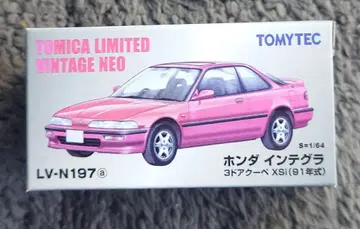 TOMICA LIMITED
VINTAGE NEO
TOMYTEC
S=1/64
LV-N197ⓐ
ホンダ インテグラ
3ドアクーペ XSi(91年式)